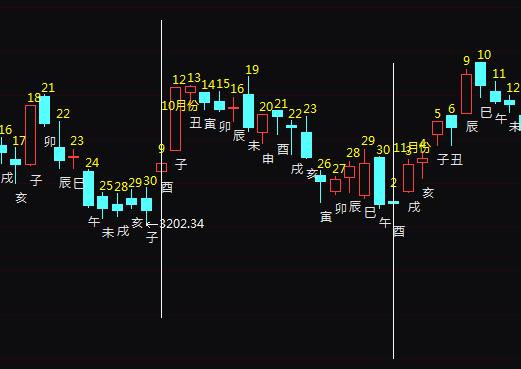 16 戌
17 亥
18 子
21 卯
22 辰
23 巳
24 午
25 未
28 戌
29 亥
30 子
←3202.34
9 酉
10月份
12 子
13 丑
14 寅
15 卯
16 辰
19 未
20 申
21 酉
22 戌
23 亥
26 寅
27 卯
28 辰
29 巳
30 午
11月份
2 酉
3 戌
4 亥
5 子
6 丑
9 辰
10 巳
11 午
12 未